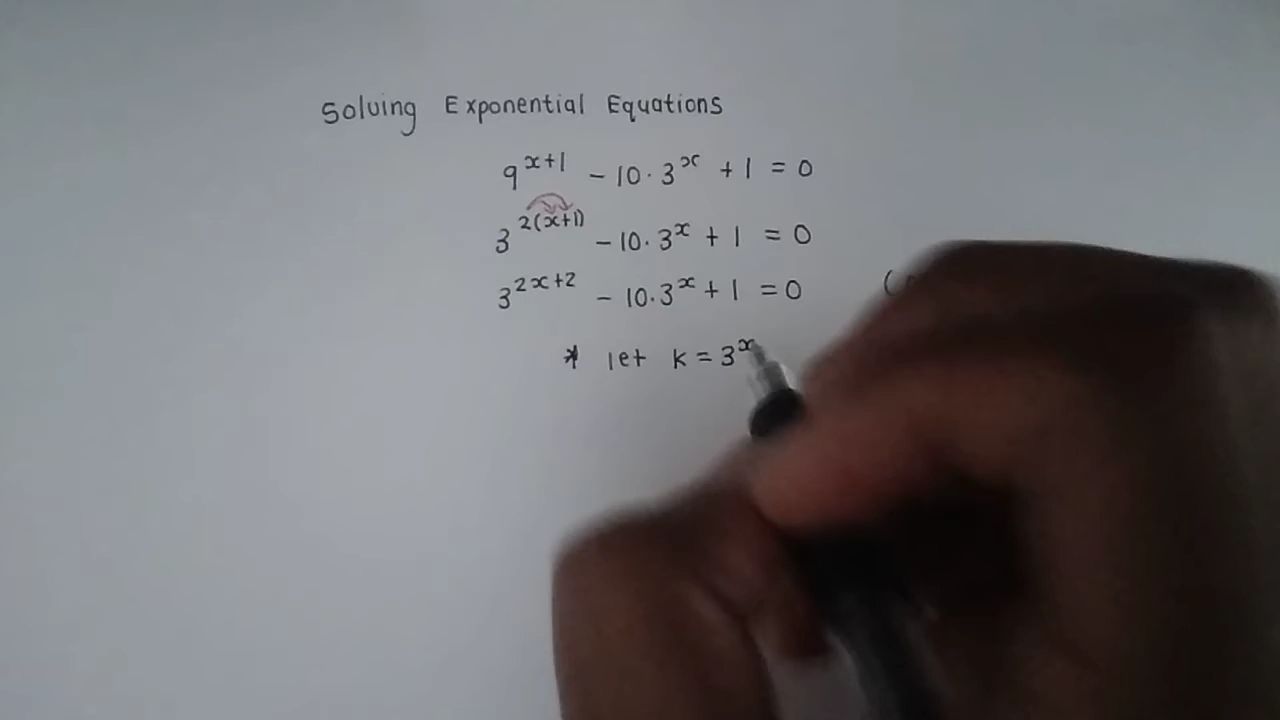 Solving Exponential Equations
9^{x+1} - 10·3^x + 1 = 0
3^{2(x+1)} - 10·3^x + 1 = 0
3^{2x+2} - 10·3^x + 1 = 0 (
* let k = 3^x